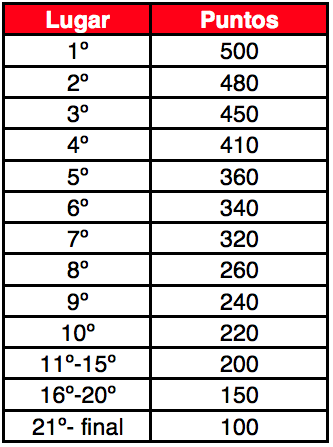 Lugar Puntos
1º 500
2º 480
3º 450
4º 410
5º 360
6º 340
7º 320
8º 260
9º 240
10º 220
11º-15º 200
16º-20º 150
21º- final 100